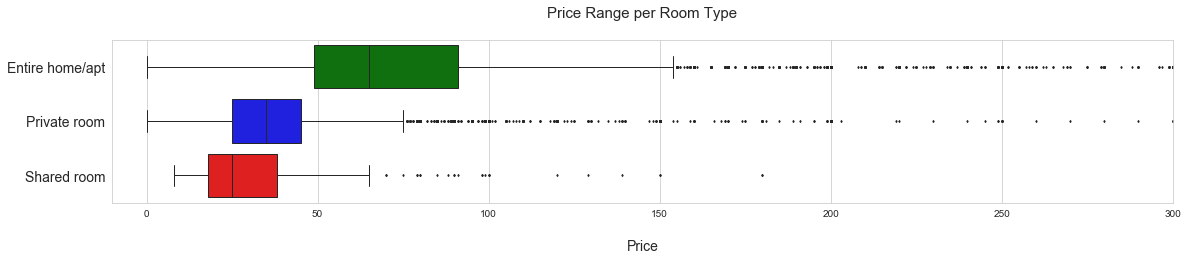 Price Range per Room Type
Entire home/apt
Private room
Shared room
0 50 100 150 200 250 300
Price